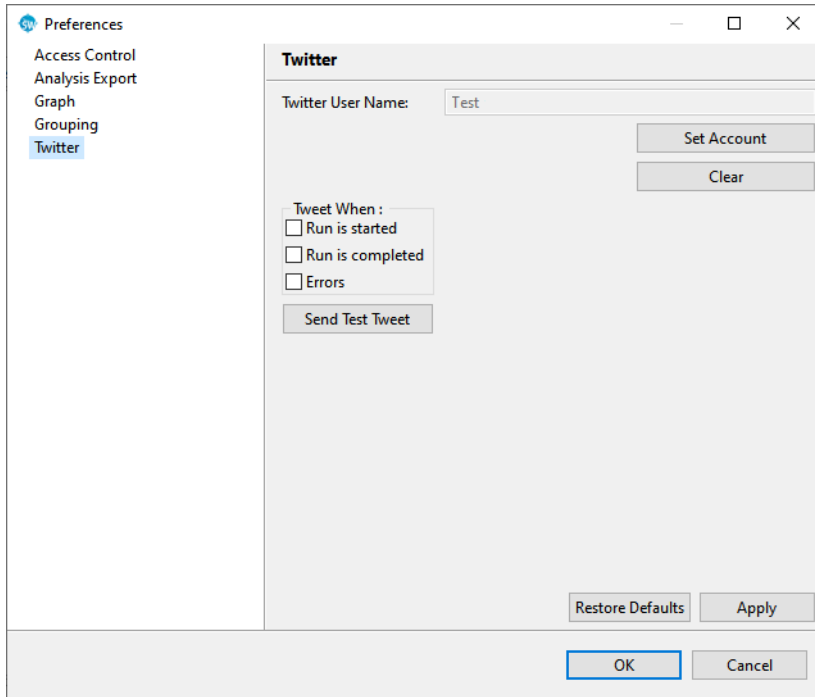 SW Preferences
Access Control
Analysis Export
Graph
Grouping
Twitter
Twitter
Twitter User Name: Test
Set Account
Clear
Tweet When :
Run is started
Run is completed
Errors
Send Test Tweet
Restore Defaults Apply
OK Cancel